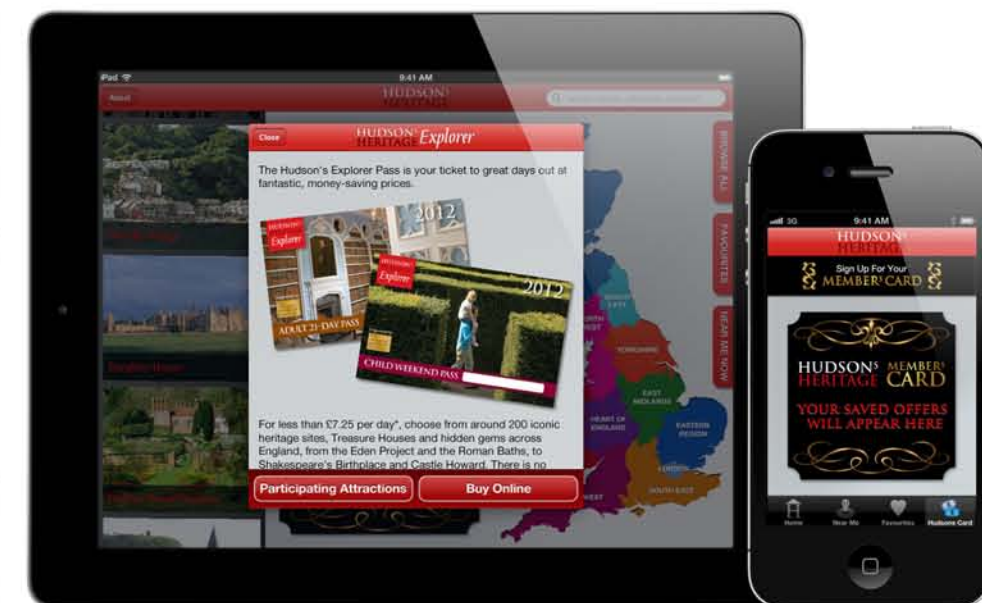 iPad
9:41 AM
About
HUDSON'S
HERITAGE
Close
HUDSON'S
HERITAGE Explorer
The Hudson's Explorer Pass is your ticket to great days out at
fantastic, money-saving prices.
HUDSON'S
Explorer
2012
ADULT 21-DAY PASS
HUDSON'S
Explorer
2012
CHILD WEEKEND PASS
For less than £7.25 per day*, choose from around 200 iconic
heritage sites, Treasure Houses and hidden gems across
England, from the Eden Project and the Roman Baths, to
Shakespeare's Birthplace and Castle Howard. There is no
Participating Attractions
Buy Online
BROWSE ALL
FAVOURITES
NEAR ME NOW
YORKSHIRE
EAST
MIDLANDS
HEART OF
ENGLAND
EASTERN
REGION
LONDON
SOUTH EAST
WEST
3G
9:41 AM
HUDSON'S
HERITAGE
Sign Up For Your
MEMBER'S CARD
HUDSON'S MEMBER'S
HERITAGE CARD
YOUR SAVED OFFERS
WILL APPEAR HERE
Home
Near Me
Favourites
Hudsons Card